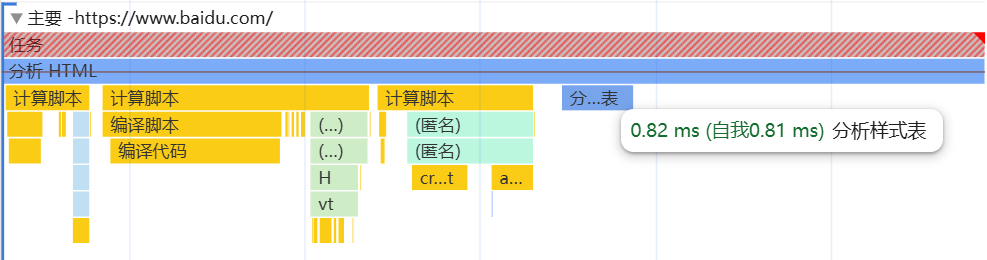 ▼ 主要 -https://www.baidu.com/
任务
分析 HTML
计算脚本 计算脚本 计算脚本 分…表
编译脚本 (...) (匿名)
0.82 ms (自我0.81 ms) 分析样式表
编译代码 (...) (匿名)
H cr…t a…
vt